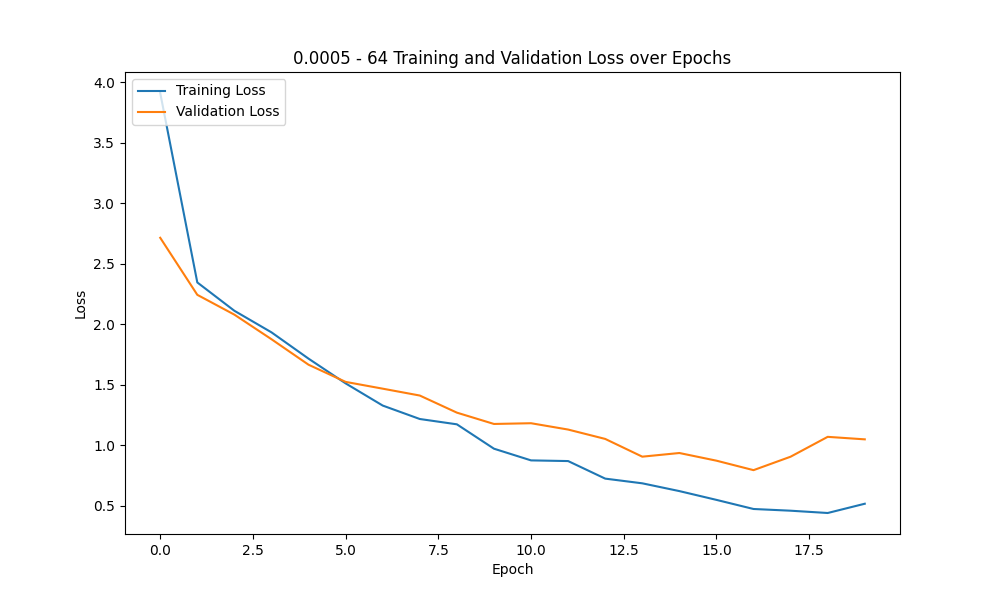 0.0005 - 64 Training and Validation Loss over Epochs
Training Loss
Validation Loss
4.0
3.5
3.0
2.5
2.0
1.5
1.0
0.5
Loss
0.0 2.5 5.0 7.5 10.0 12.5 15.0 17.5
Epoch